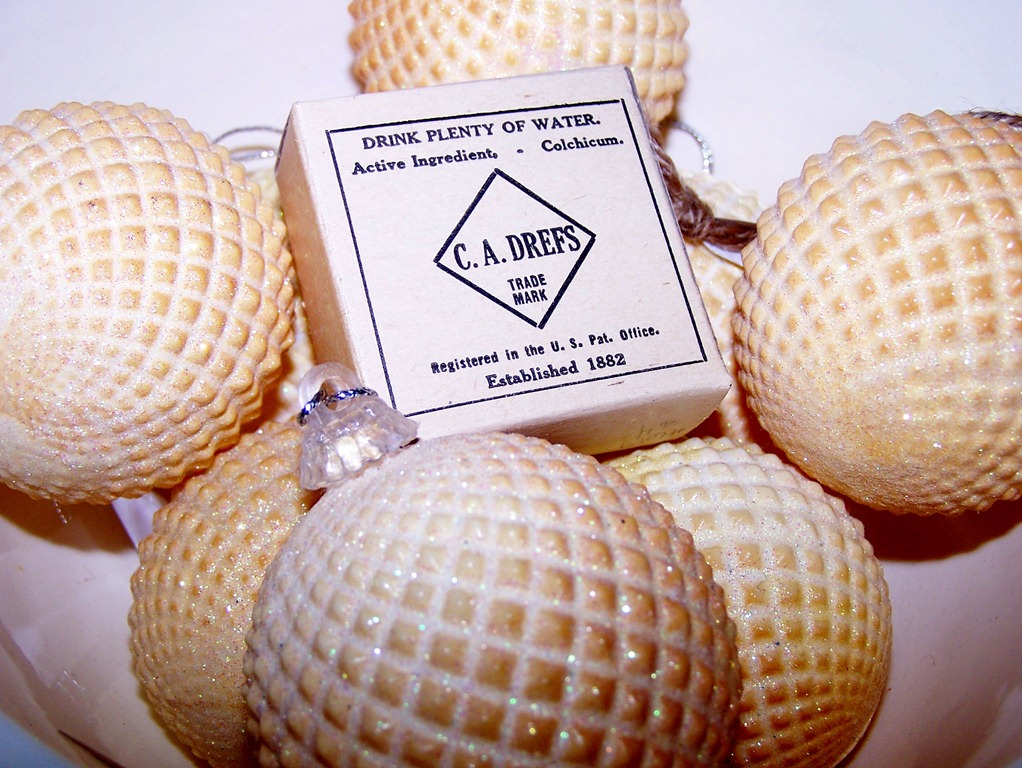 DRINK PLENTY OF WATER.
Active Ingredient, - Colchicum.
C. A. DREFS
TRADE
MARK
Registered in the U. S. Pat. Office.
Established 1882